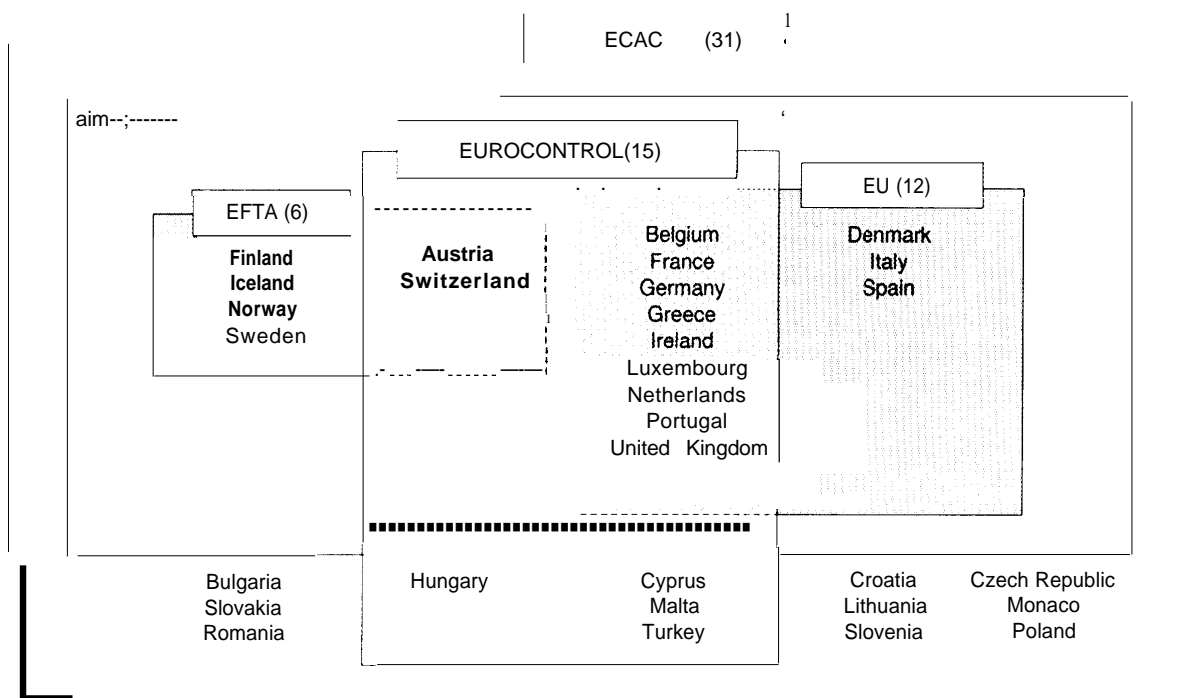 ECAC (31)
aim--;-------
EUROCONTROL(15)
EU (12)
EFTA (6)
Finland
Iceland
Norway
Sweden
Austria
Switzerland
Belgium
France
Germany
Greece
Ireland
Luxembourg
Netherlands
Portugal
United Kingdom
Denmark
Italy
Spain
Bulgaria
Slovakia
Romania
Hungary
Cyprus
Malta
Turkey
Croatia
Lithuania
Slovenia
Czech Republic
Monaco
Poland